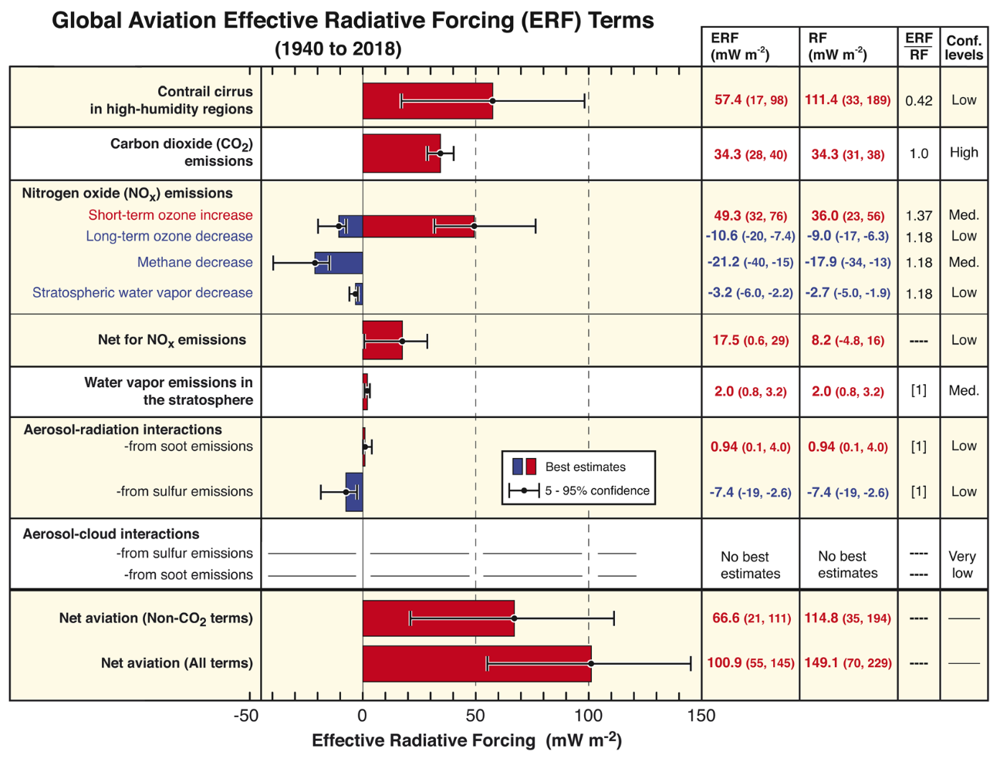 Global Aviation Effective Radiative Forcing (ERF) Terms
(1940 to 2018)
ERF (mW m-2) RF (mW m-2) ERF RF Conf. levels
Contrail cirrus in high-humidity regions 57.4 (17, 98) 111.4 (33, 189) 0.42 Low
Carbon dioxide (CO2) emissions 34.3 (28, 40) 34.3 (31, 38) 1.0 High
Nitrogen oxide (NOx) emissions
Short-term ozone increase 49.3 (32, 76) 36.0 (23, 56) 1.37 Med.
Long-term ozone decrease -10.6 (-20, -7.4) -9.0 (-17, -6.3) 1.18 Low
Methane decrease -21.2 (-40, -15) -17.9 (-34, -13) 1.18 Med.
Stratospheric water vapor decrease -3.2 (-6.0, -2.2) -2.7 (-5.0, -1.9) 1.18 Low
Net for NOx emissions 17.5 (0.6, 29) 8.2 (-4.8, 16) ---- Low
Water vapor emissions in the stratosphere 2.0 (0.8, 3.2) 2.0 (0.8, 3.2) [1] Med.
Aerosol-radiation interactions
-from soot emissions 0.94 (0.1, 4.0) 0.94 (0.1, 4.0) [1] Low
Best estimates
5 - 95% confidence
-from sulfur emissions -7.4 (-19, -2.6) -7.4 (-19, -2.6) [1] Low
Aerosol-cloud interactions
-from sulfur emissions No best ---- Very
-from soot emissions estimates ---- low
No best
estimates
Net aviation (Non-CO2 terms) 66.6 (21, 111) 114.8 (35, 194) ----
Net aviation (All terms) 100.9 (55, 145) 149.1 (70, 229) ----
-50 0 50 100 150
Effective Radiative Forcing (mW m-2)